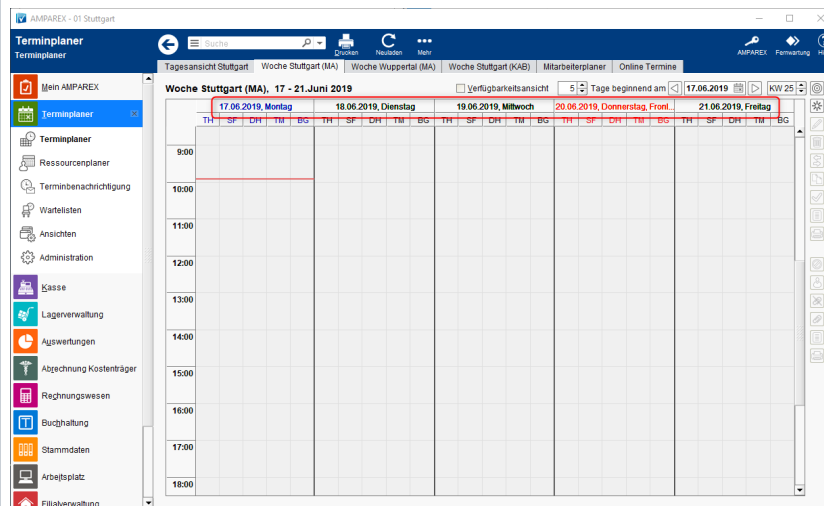 AMPAREX - 01 Stuttgart
Terminplaner
Terminplaner
Suche
Drucken
Neuladen
Mehr
AMPAREX
Fernwartung
Tagesansicht Stuttgart
Woche Stuttgart (MA)
Woche Wuppertal (MA)
Woche Stuttgart (KAB)
Mitarbeiterplaner
Online Termine
Mein AMPAREX
Terminplaner
Terminplaner
Ressourcenplaner
Terminbenachrichtigung
Wartelisten
Ansichten
Administration
Kasse
Lagerverwaltung
Auswertungen
Abrechnung Kostenträger
Rechnungswesen
Buchhaltung
Stammdaten
Arbeitsplatz
Filialverwaltung
Woche Stuttgart (MA), 17 - 21.Juni 2019
Verfügbarkeitsansicht
5 Tage beginnend am 17.06.2019 KW 25
17.06.2019, Montag 18.06.2019, Dienstag 19.06.2019, Mittwoch 20.06.2019, Donnerstag, Fronl... 21.06.2019, Freitag
TH SF DH TM BG TH SF DH TM BG TH SF DH TM BG TH SF DH TM BG TH SF DH TM BG
9:00
10:00
11:00
12:00
13:00
14:00
15:00
16:00
17:00
18:00